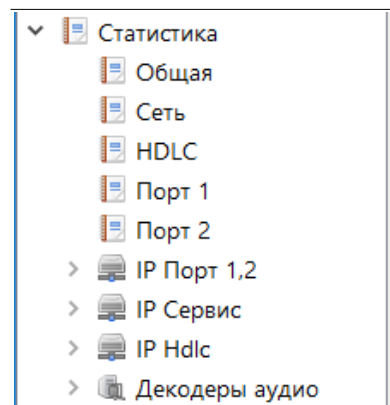 Статистика
Общая
Сеть
HDLC
Порт 1
Порт 2
IP Порт 1,2
IP Сервис
IP Hdlc
Декодеры аудио